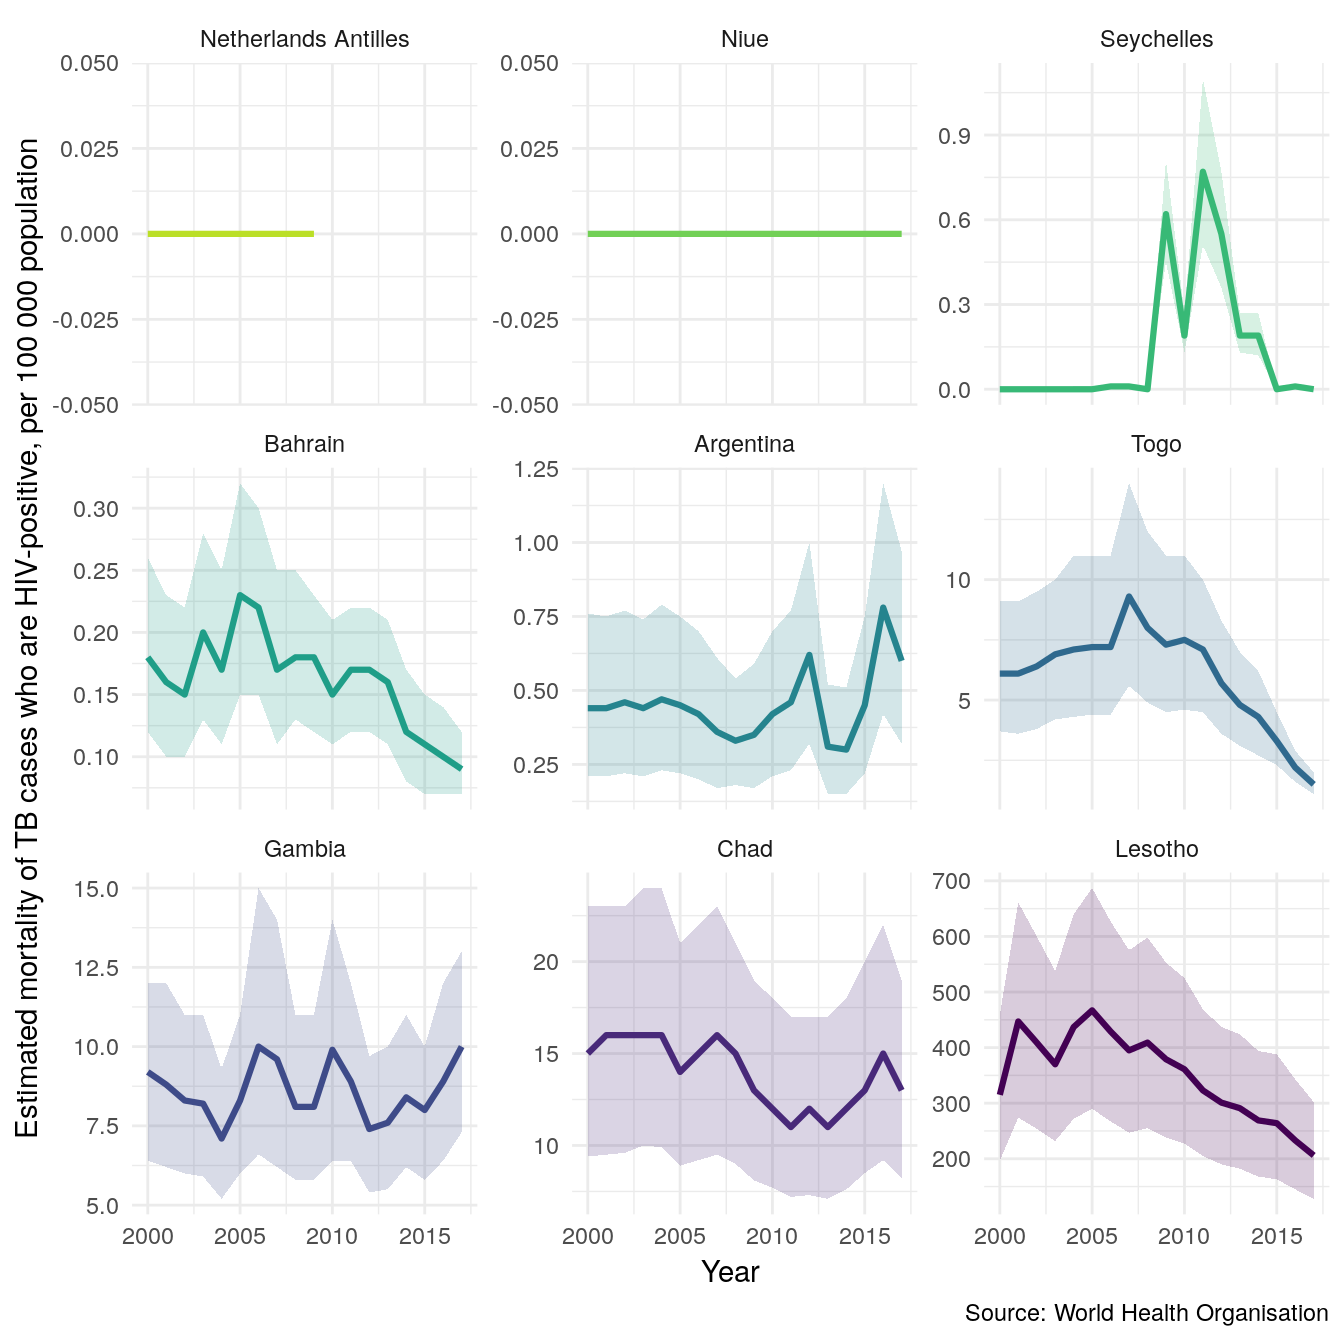 Netherlands Antilles
Niue
Seychelles
0.050
0.025
0.000
-0.025
-0.050
0.050
0.025
0.000
-0.025
-0.050
0.9
0.6
0.3
0.0
Estimated mortality of TB cases who are HIV-positive, per 100 000 population
Bahrain
Argentina
Togo
0.30
0.25
0.20
0.15
0.10
1.25
1.00
0.75
0.50
0.25
10
5
Gambia
Chad
Lesotho
15.0
12.5
10.0
7.5
5.0
20
15
10
700
600
500
400
300
200
2000 2005 2010 2015
2000 2005 2010 2015
2000 2005 2010 2015
Year
Source: World Health Organisation